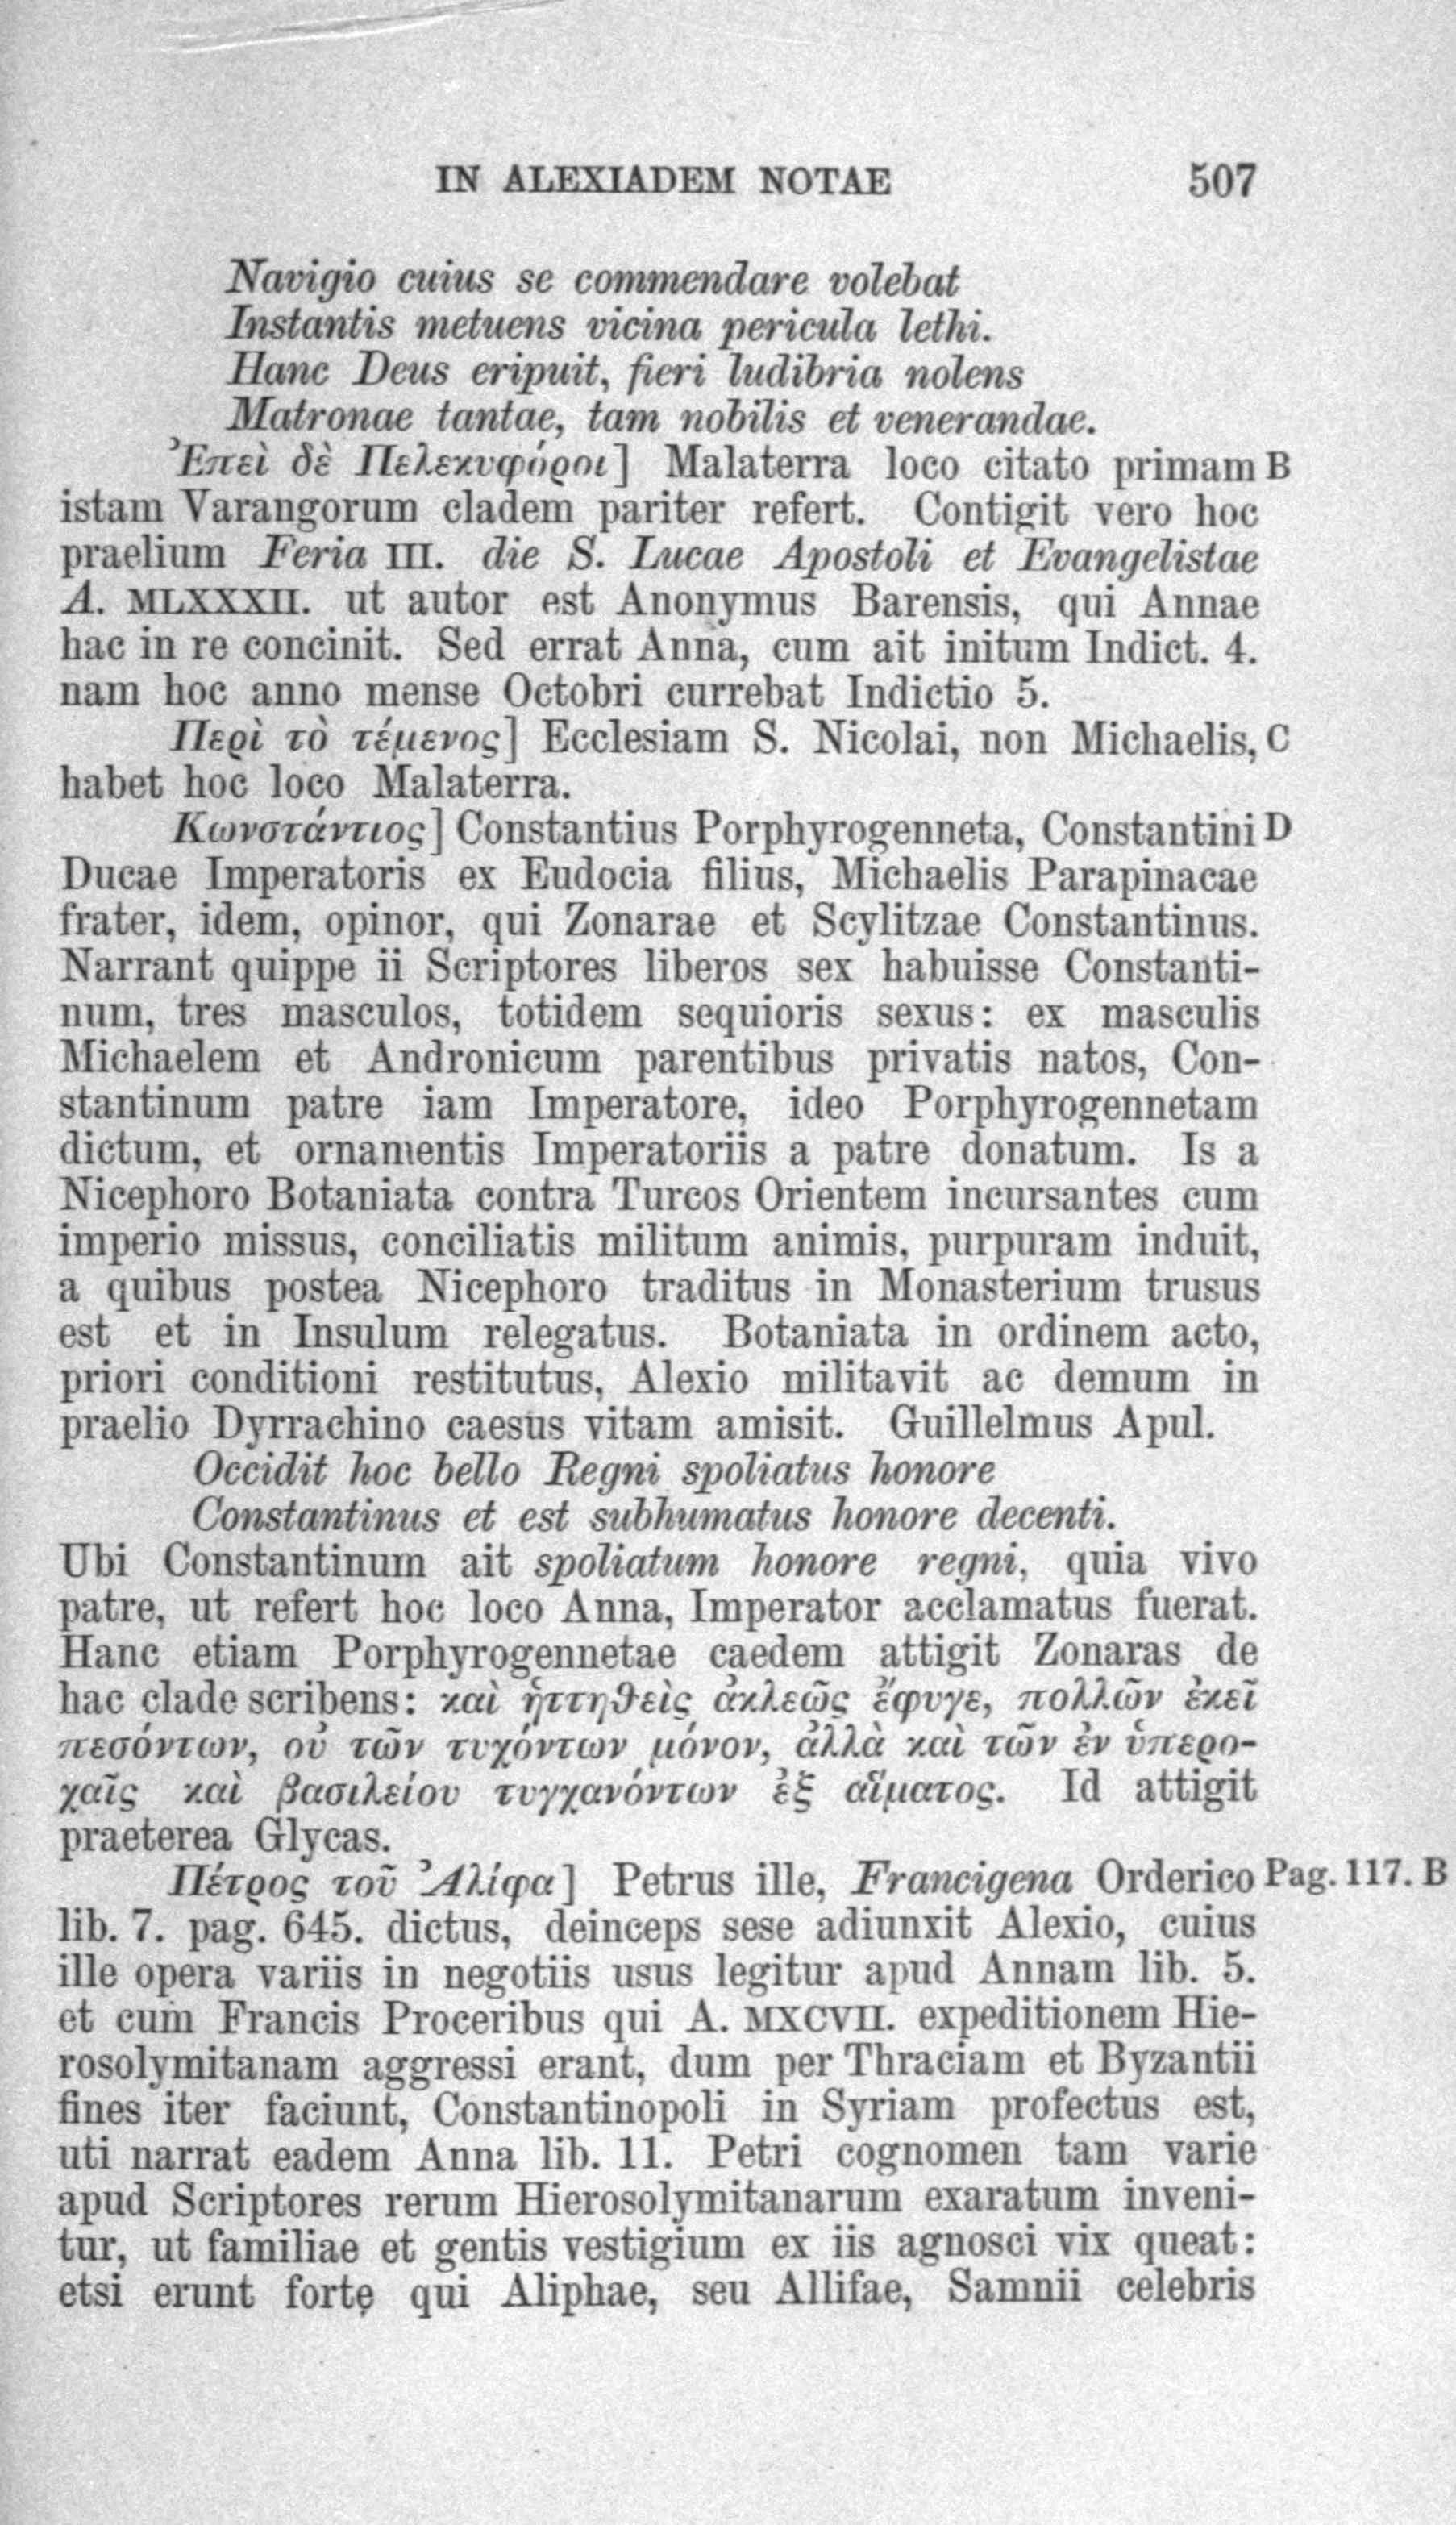 IN ALEXIADEM NOTAE 507
Navigio cuius se commendare volebat
Instantis metuens vicina pericula lethi.
Hanc Deus eripuit, fieri ludibria nolens
Matronae tantae, tam nobilis et venerandae.
Ἐπεὶ δὲ Πελεκυφόροι] Malaterra loco citato primam B
istam Varangorum cladem pariter refert. Contigit vero hoc
praelium Feria III. die S. Lucae Apostoli et Evangelistae
A. MLXXXII. ut autor est Anonymus Barensis, qui Annae
hac in re concinit. Sed errat Anna, cum ait initum Indict. 4.
nam hoc anno mense Octobri currebat Indictio 5.
Περὶ τὸ τέμενος] Ecclesiam S. Nicolai, non Michaelis, C
habet hoc loco Malaterra.
Κωνστάντιος] Constantius Porphyrogenneta, Constantini D
Ducae Imperatoris ex Eudocia filius, Michaelis Parapinacae
frater, idem, opinor, qui Zonarae et Scylitzae Constantinus.
Narrant quippe ii Scriptores liberos sex habuisse Constanti-
num, tres masculos, totidem sequioris sexus: ex masculis
Michaelem et Andronicum parentibus privatis natos, Con-
stantinum patre iam Imperatore, ideo Porphyrogennetam
dictum, et ornamentis Imperatoriis a patre donatum. Is a
Nicephoro Botaniata contra Turcos Orientem incursantes cum
imperio missus, conciliatis militum animis, purpuram induit,
a quibus postea Nicephoro traditus in Monasterium trusus
est et in Insulum relegatus. Botaniata in ordinem acto,
priori conditioni restitutus, Alexio militavit ac demum in
praelio Dyrrachino caesus vitam amisit. Guillelmus Apul.
Occidit hoc bello Regni spoliatus honore
Constantinus et est subhumatus honore decenti.
Ubi Constantinum ait spoliatum honore regni, quia vivo
patre, ut refert hoc loco Anna, Imperator acclamatus fuerat.
Hanc etiam Porphyrogennetae caedem attigit Zonaras de
hac clade scribens: καὶ ἡττηθεὶς ἀκλεῶς ἔφυγε, πολλῶν ἐκεῖ
πεσόντων, οὐ τῶν τυχόντων μόνον, ἀλλὰ καὶ τῶν ἐν ὑπερο-
χαῖς καὶ βασιλείου τυγχανόντων ἐξ αἵματος. Id attigit
praeterea Glycas.
Πέτρος τοῦ Ἀλίφα] Petrus ille, Francigena Orderico Pag. 117. B
lib. 7. pag. 645. dictus, deinceps sese adiunxit Alexio, cuius
ille opera variis in negotiis usus legitur apud Annam lib. 5.
et cum Francis Proceribus qui A. MXCVII. expeditionem Hie-
rosolymitanam aggressi erant, dum per Thraciam et Byzantii
fines iter faciunt, Constantinopoli in Syriam profectus est,
uti narrat eadem Anna lib. 11. Petri cognomen tam varie
apud Scriptores rerum Hierosolymitanarum exaratum inveni-
tur, ut familiae et gentis vestigium ex iis agnosci vix queat:
etsi erunt forte qui Aliphae, seu Allifae, Samnii celebris